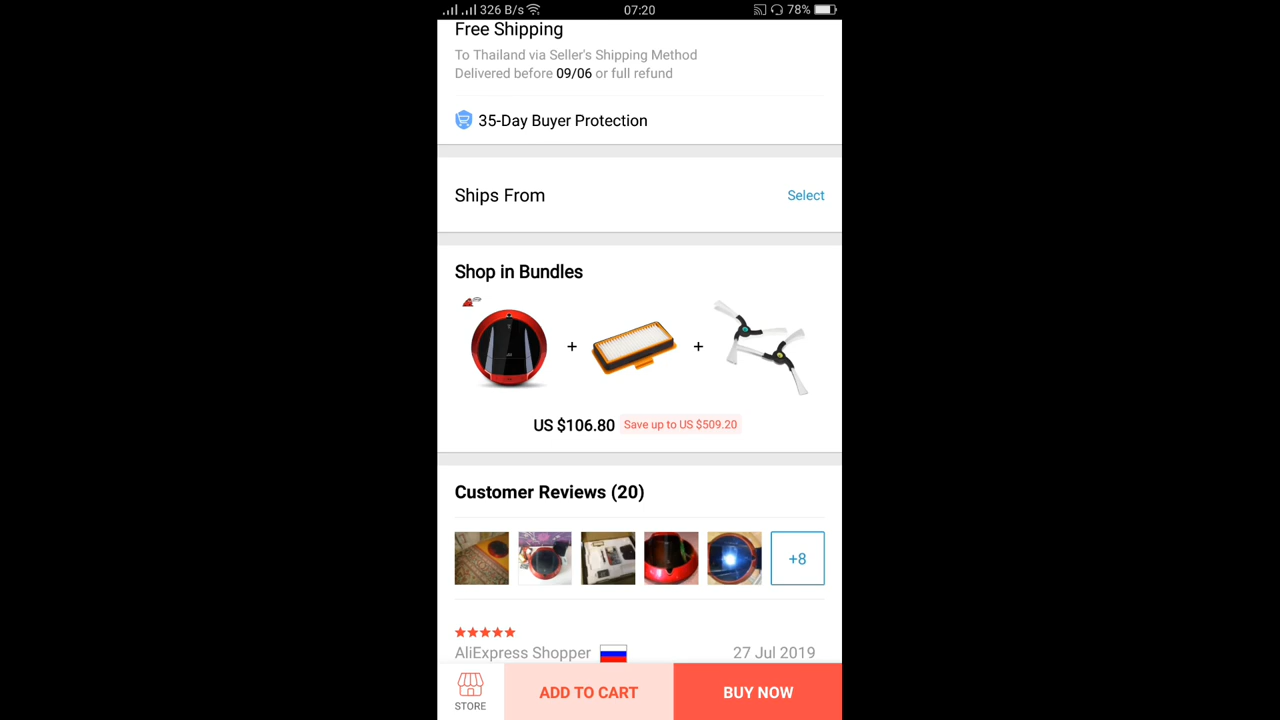 326 B/s
07:20
78%
Free Shipping
To Thailand via Seller's Shipping Method
Delivered before 09/06 or full refund
35-Day Buyer Protection
Ships From
Select
Shop in Bundles
+ +
US $106.80 Save up to US $509.20
Customer Reviews (20)
+8
AliExpress Shopper
27 Jul 2019
STORE
ADD TO CART
BUY NOW